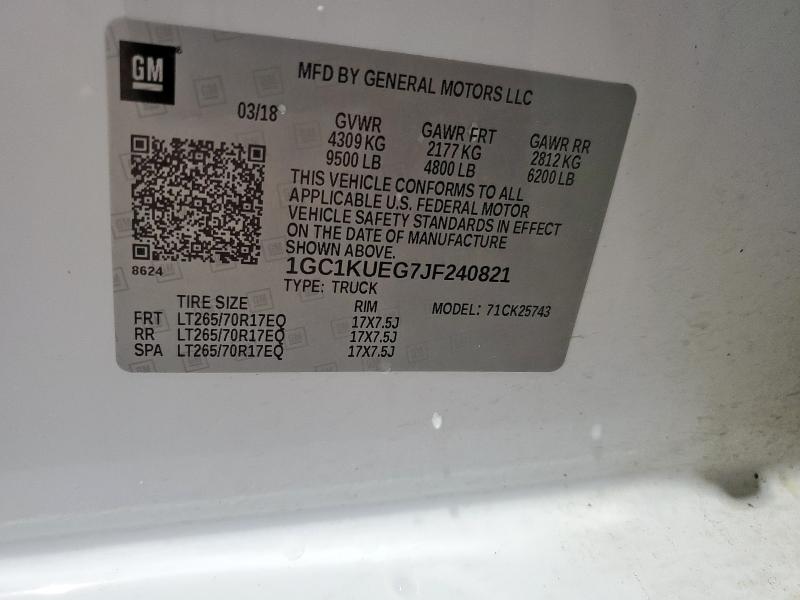 GM
MFD BY GENERAL MOTORS LLC
03/18
GVWR GAWR FRT GAWR RR
4309 KG 2177 KG 2812 KG
9500 LB 4800 LB 6200 LB
THIS VEHICLE CONFORMS TO ALL
APPLICABLE U.S. FEDERAL MOTOR
VEHICLE SAFETY STANDARDS IN EFFECT
ON THE DATE OF MANUFACTURE
SHOWN ABOVE.
8624
1GC1KUEG7JF240821
TYPE: TRUCK
TIRE SIZE RIM MODEL: 71CK25743
FRT LT265/70R17EQ 17X7.5J
RR LT265/70R17EQ 17X7.5J
SPA LT265/70R17EQ 17X7.5J